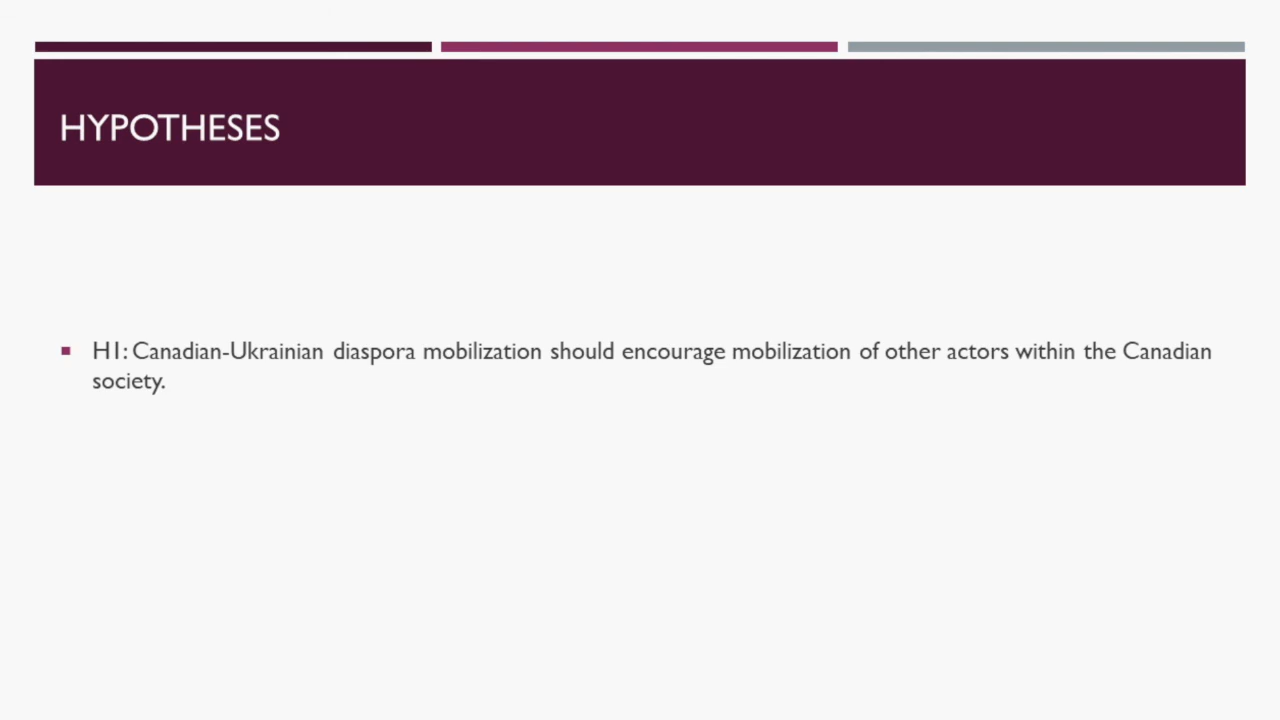 HYPOTHESES
▪ H1: Canadian-Ukrainian diaspora mobilization should encourage mobilization of other actors within the Canadian
society.